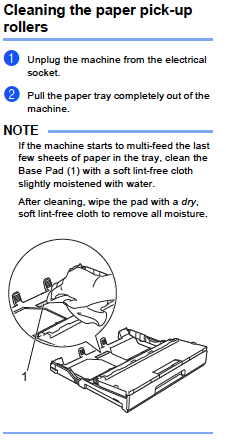 Cleaning the paper pick-up
rollers
1 Unplug the machine from the electrical
socket.
2 Pull the paper tray completely out of the
machine.
NOTE
If the machine starts to multi-feed the last
few sheets of paper in the tray, clean the
Base Pad (1) with a soft lint-free cloth
slightly moistened with water.
After cleaning, wipe the pad with a dry,
soft lint-free cloth to remove all moisture.
1